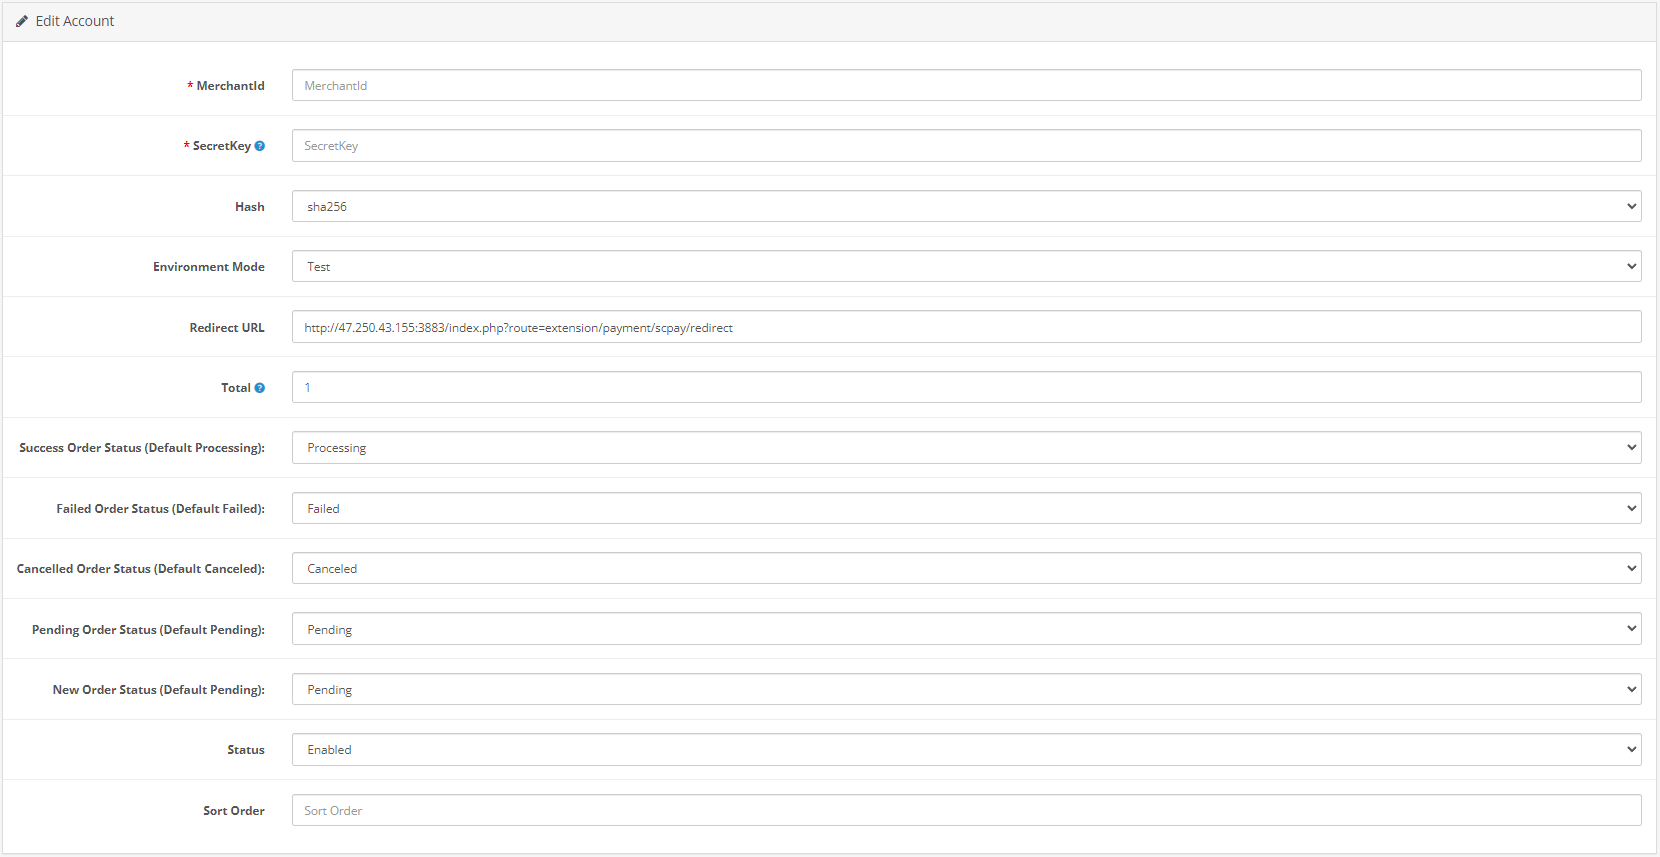 Edit Account
* MerchantId MerchantId
* SecretKey ? SecretKey
Hash sha256
Environment Mode Test
Redirect URL http://47.250.43.155:3883/index.php?route=extension/payment/scpay/redirect
Total ? 1
Success Order Status (Default Processing): Processing
Failed Order Status (Default Failed): Failed
Cancelled Order Status (Default Canceled): Canceled
Pending Order Status (Default Pending): Pending
New Order Status (Default Pending): Pending
Status Enabled
Sort Order Sort Order